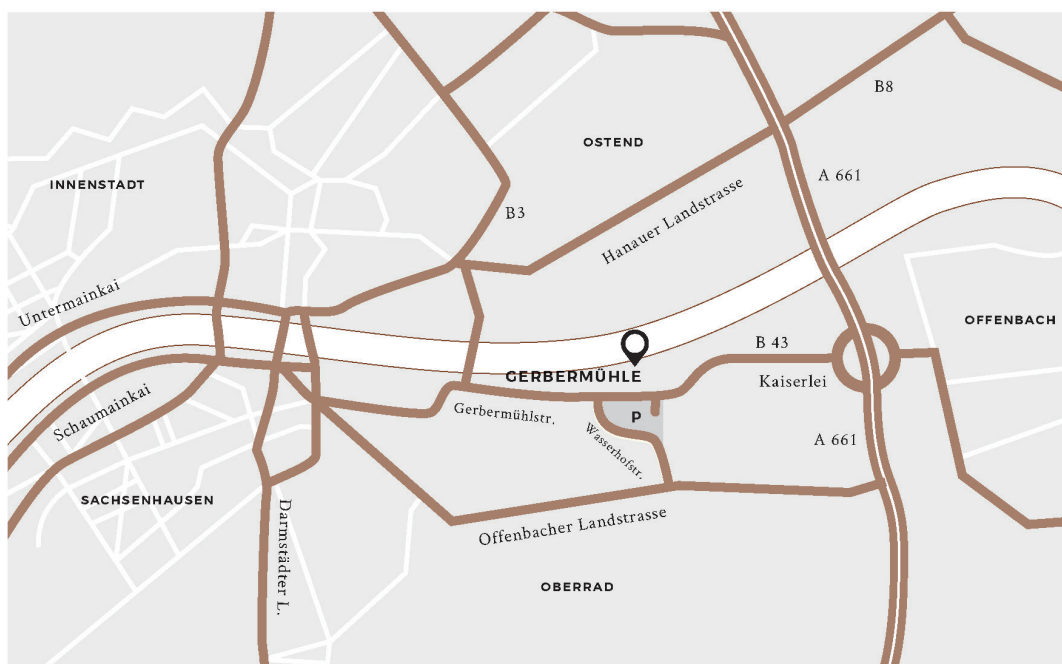 B8
OSTEND
A 661
INNENSTADT
B3
Hanauer Landstrasse
Untermainkai
OFFENBACH
B 43
GERBERMÜHLE
Kaiserlei
Schaumainkai
Gerbermühlstr.
P
Wasserhofstr.
A 661
SACHSENHAUSEN
Darmstädter L.
Offenbacher Landstrasse
OBERRAD